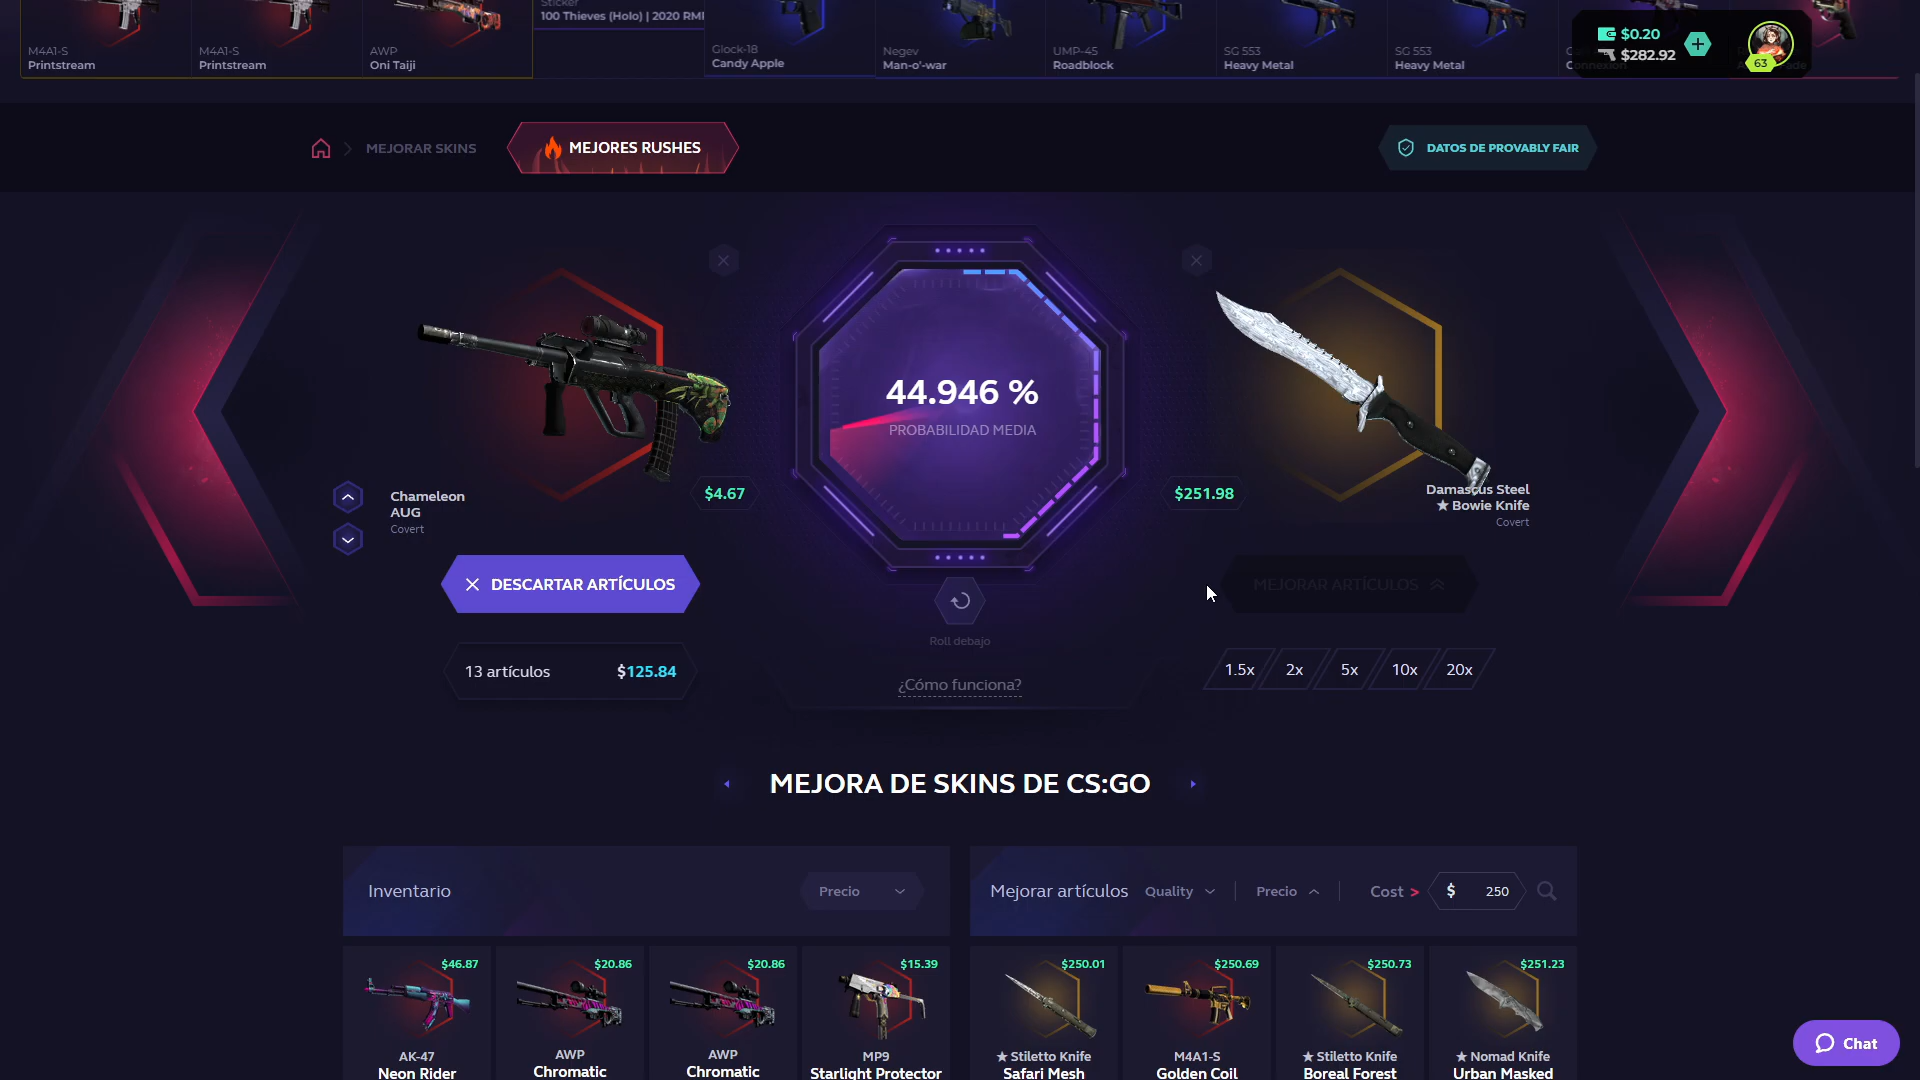 M4A1-S
Printstream
M4A1-S
Printstream
AWP
Oni Taiji
Sticker
100 Thieves (Holo) | 2020 RMI
Glock-18
Candy Apple
Negev
Man-o'-war
UMP-45
Roadblock
SG 553
Heavy Metal
SG 553
Heavy Metal
$0.20
$282.92
63
MEJORAR SKINS
MEJORES RUSHES
DATOS DE PROVABLY FAIR
44.946 %
PROBABILIDAD MEDIA
Chameleon
AUG
Covert
$4.67
$251.98
Damascus Steel
★ Bowie Knife
Covert
DESCARTAR ARTÍCULOS
MEJORAR ARTÍCULOS
Roll debajo
13 artículos
$125.84
¿Cómo funciona?
1.5x
2x
5x
10x
20x
MEJORA DE SKINS DE CS:GO
Inventario
Precio
Mejorar artículos
Quality
Precio
Cost >
$ 250
$46.87
AK-47
Neon Rider
$20.86
AWP
Chromatic
$20.86
AWP
Chromatic
$15.39
MP9
Starlight Protector
$250.01
★ Stiletto Knife
Safari Mesh
$250.69
M4A1-S
Golden Coil
$250.73
★ Stiletto Knife
Boreal Forest
$251.23
★ Nomad Knife
Urban Masked
Chat